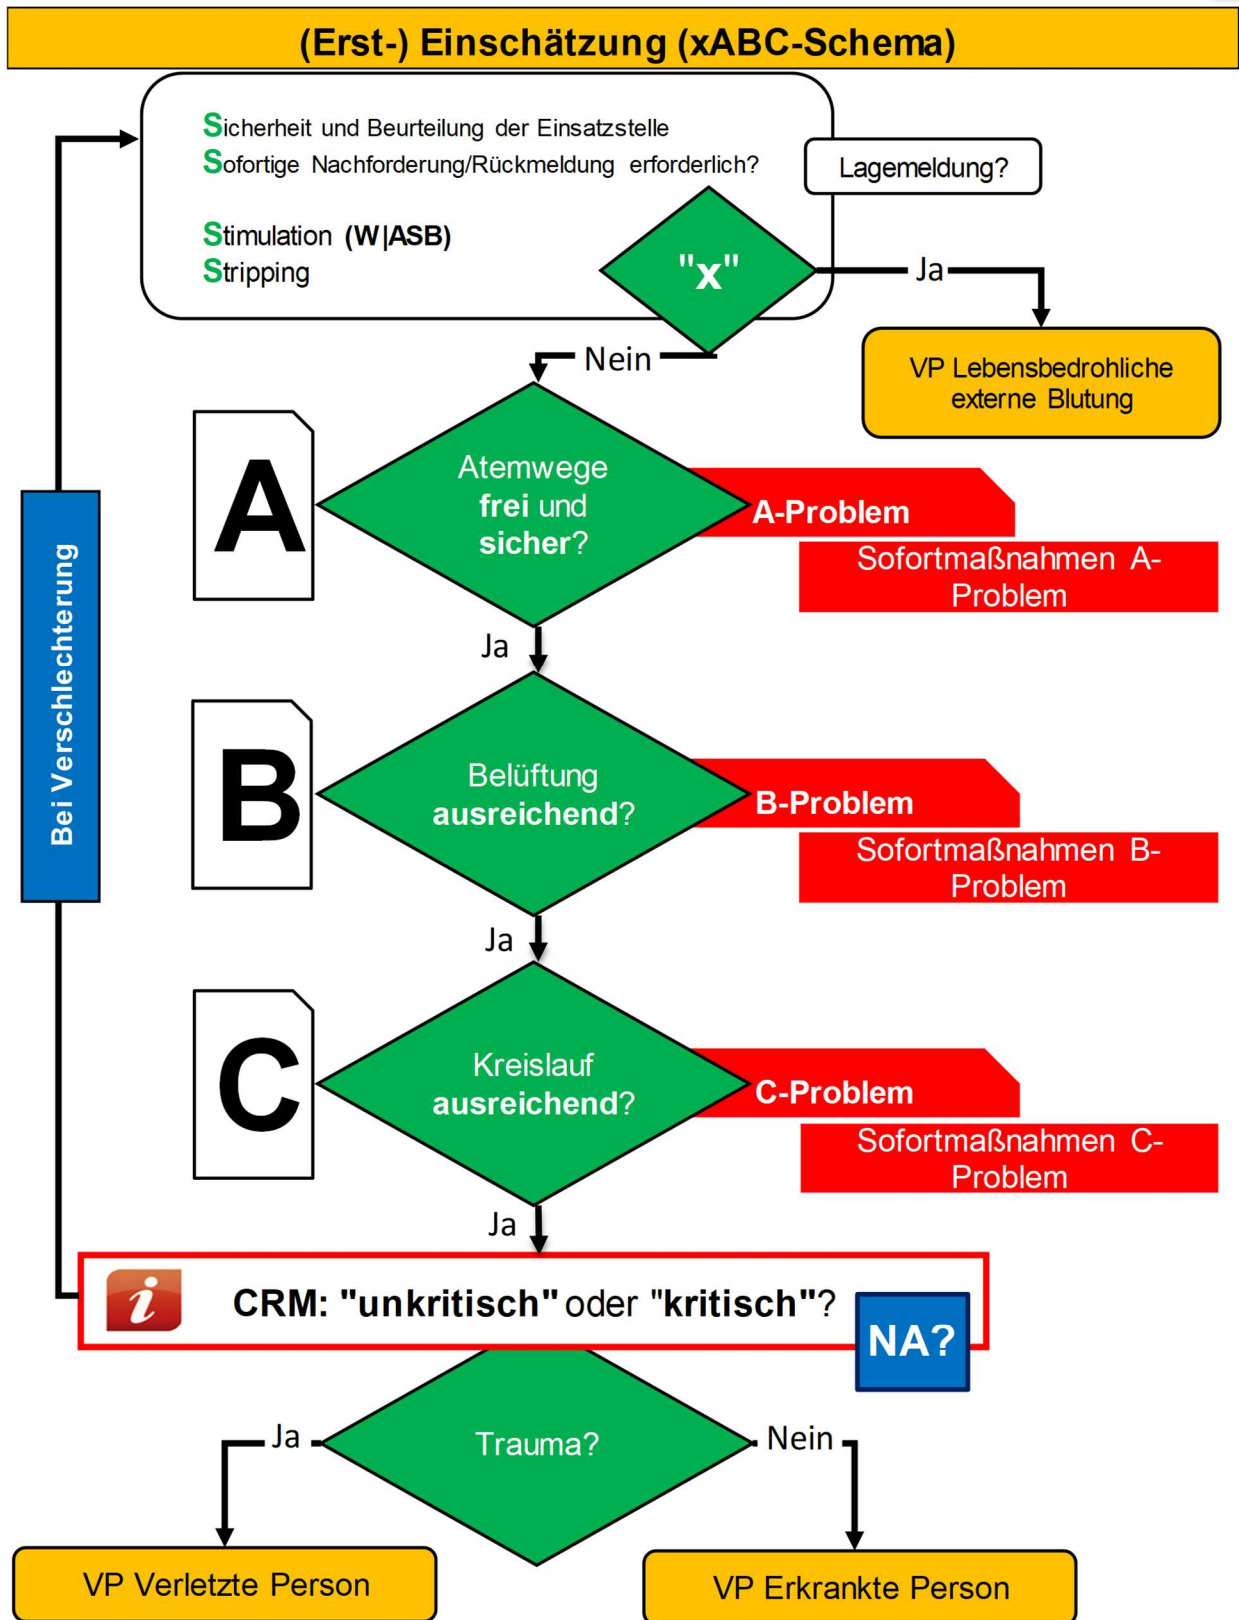 (Erst-) Einschätzung (xABC-Schema)
Sicherheit und Beurteilung der Einsatzstelle
Sofortige Nachforderung/Rückmeldung erforderlich?
Lagemeldung?
Stimulation (W|ASB)
Stripping
"x"
Ja
Nein
VP Lebensbedrohliche
externe Blutung
A
Atemwege
frei und
sicher?
A-Problem
Sofortmaßnahmen A-
Problem
Ja
Bei Verschlechterung
B
Belüftung
ausreichend?
B-Problem
Sofortmaßnahmen B-
Problem
Ja
C
Kreislauf
ausreichend?
C-Problem
Sofortmaßnahmen C-
Problem
Ja
i
CRM: "unkritisch" oder "kritisch"?
NA?
Trauma?
Ja
Nein
VP Verletzte Person
VP Erkrankte Person